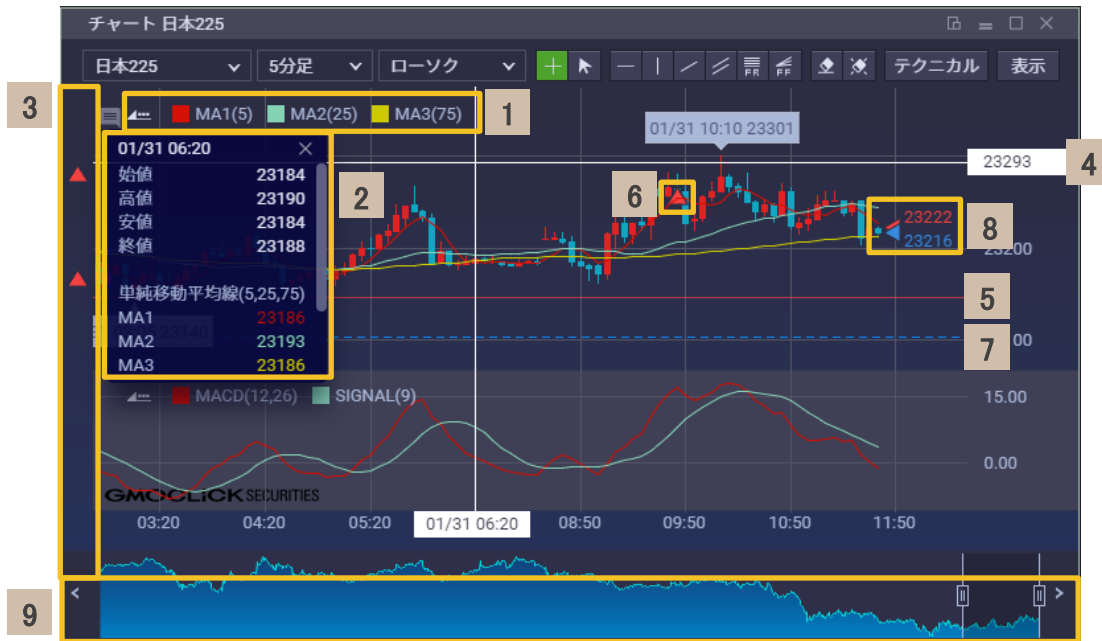 チャート 日本225
日本225 5分足 ローソク FR FF テクニカル 表示
3
MA1(5) MA2(25) MA3(75)
1
01/31 10:10 23301
23293
4
01/31 06:20
始値 23184
高値 23190
安値 23184
終値 23188
単純移動平均線(5,25,75)
MA1 23186
MA2 23193
MA3 23186
2
6
23222
23216
8
23200
5
23140
7
00
MACD(12,26) SIGNAL(9)
15.00
0.00
GMOCLICK SECURITIES
03:20 04:20 05:20 01/31 06:20 08:50 09:50 10:50 11:50
9